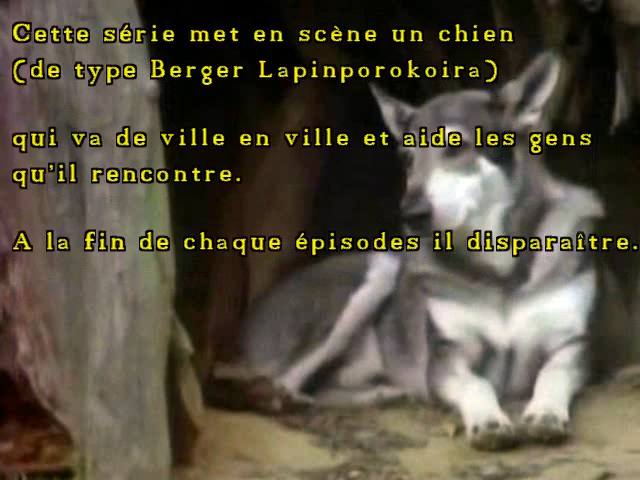 Cette série met en scène un chien
(de type Berger Lapinporokoira)
qui va de ville en ville et aide les gens
qu'il rencontre.
A la fin de chaque épisodes il disparaître.